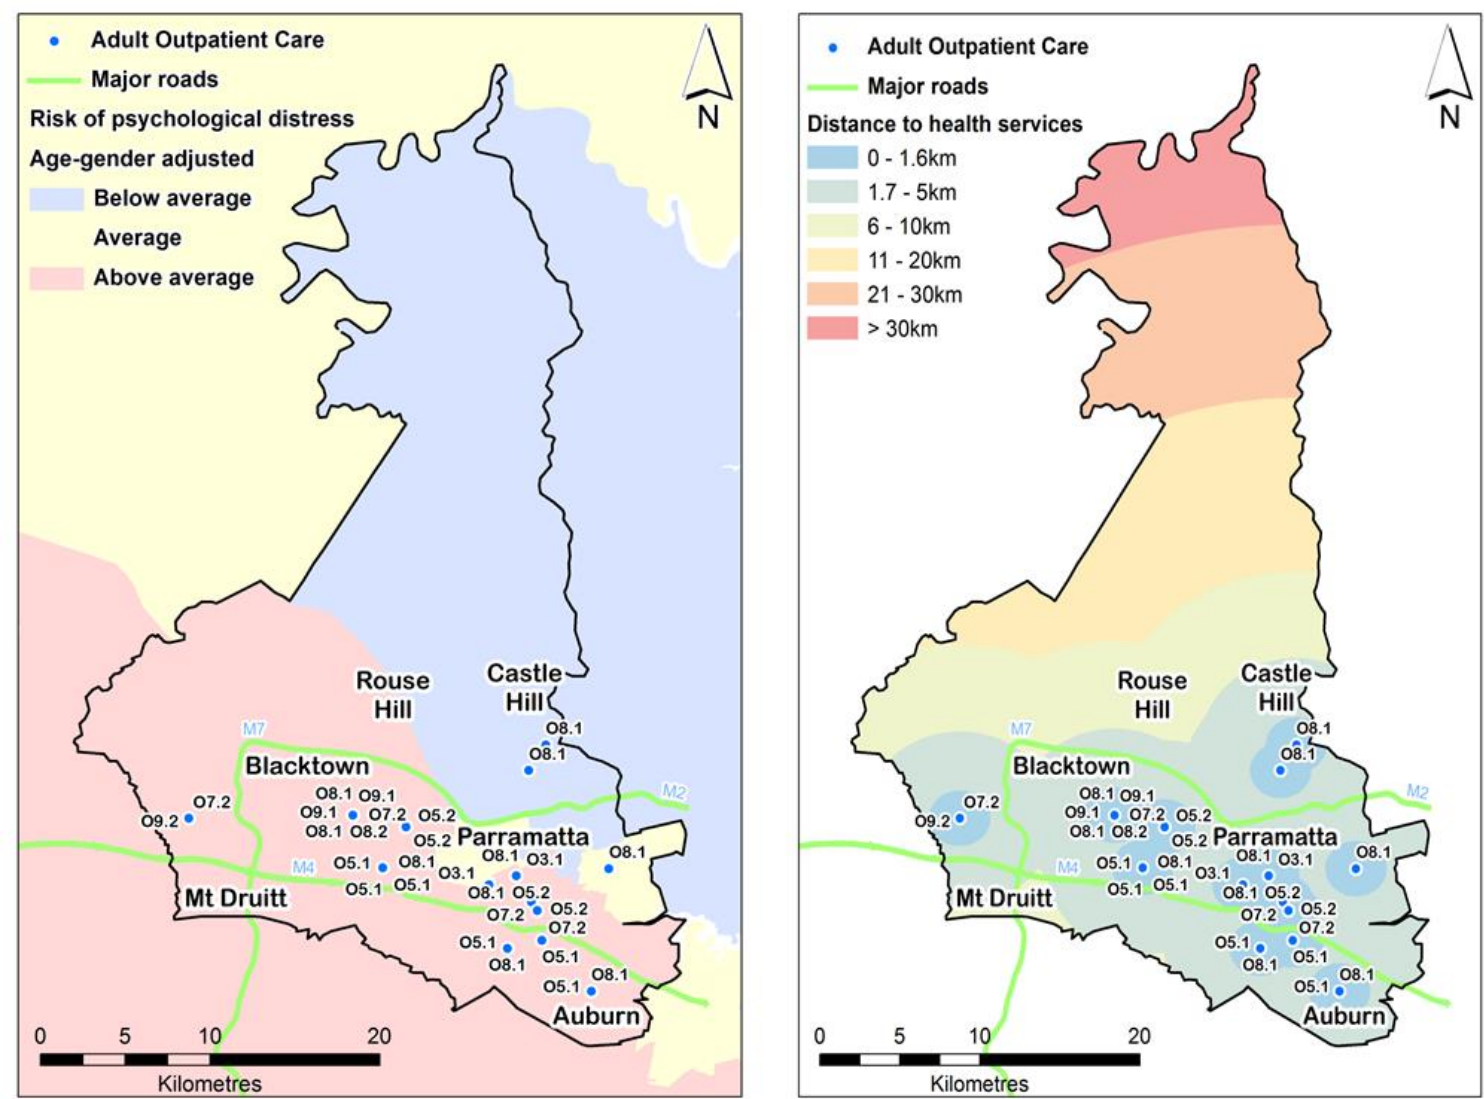 Adult Outpatient Care
Major roads
Risk of psychological distress
Age-gender adjusted
Below average
Average
Above average
N
Rouse
Hill
Castle
Hill
O8.1
O8.1
M7
Blacktown
M2
O7.2
O9.2
O8.1 O9.1
O9.1 O7.2 O5.2
O8.1 O8.2
O5.2
Parramatta
O5.1 O8.1
O3.1
O8.1 O3.1
O8.1
M4
O5.1 O5.1
O8.1 O5.2
Mt Druitt
O7.2 O5.2
O7.2
O5.1
O8.1
O5.1
O8.1
O5.1
Auburn
0 5 10 20
Kilometres
Adult Outpatient Care
Major roads
Distance to health services
0 - 1.6km
1.7 - 5km
6 - 10km
11 - 20km
21 - 30km
> 30km
N
Rouse
Hill
Castle
Hill
O8.1
O8.1
M7
Blacktown
M2
O7.2
O9.2
O8.1 O9.1
O9.1 O7.2 O5.2
O8.1 O8.2
O5.2
Parramatta
O5.1 O8.1
O3.1
O8.1 O3.1
O8.1
M4
O5.1 O5.1
O8.1 O5.2
Mt Druitt
O7.2 O5.2
O7.2
O5.1
O8.1
O5.1
O8.1
O5.1
Auburn
0 5 10 20
Kilometres